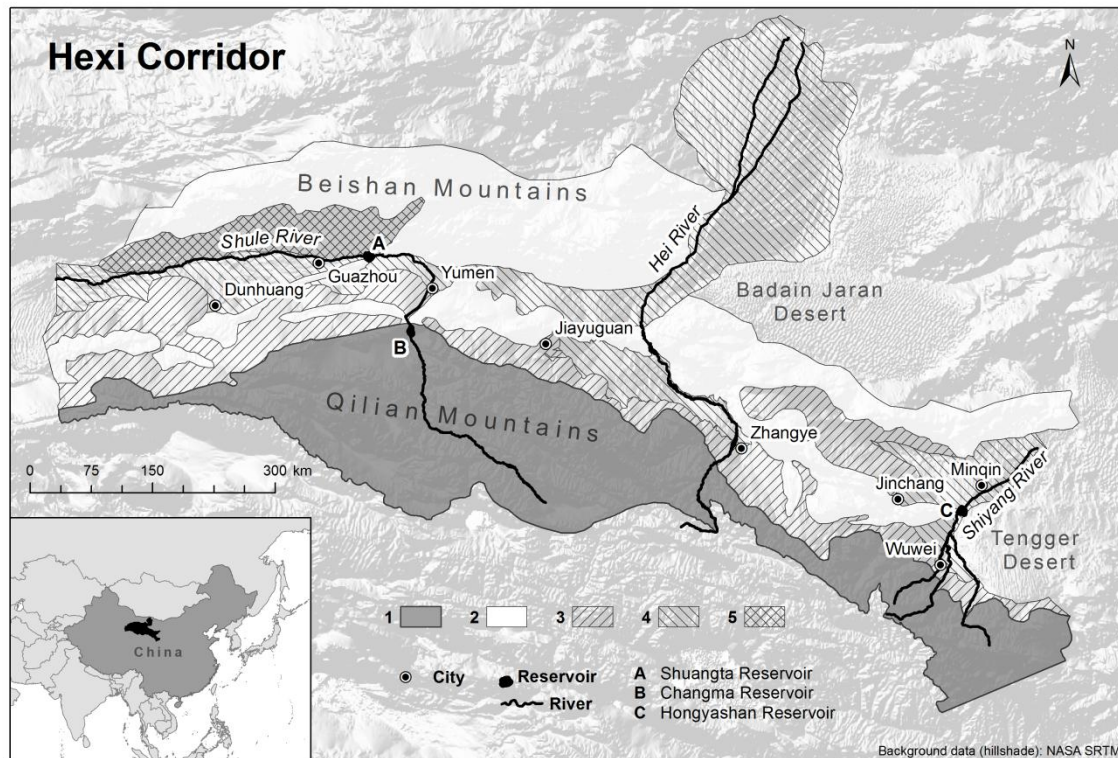 Hexi Corridor
N
Beishan Mountains
Hei River
Shule River
A
Guazhou
Yumen
Dunhuang
Badain Jaran
Desert
Jiayuguan
B
Qilian Mountains
Zhangye
0 75 150 300 km
Minqin
Jinchang
C
Shiyang River
Wuwei
Tengger
Desert
China
1 2 3 4 5
City
Reservoir
River
A Shuangta Reservoir
B Changma Reservoir
C Hongyashan Reservoir
Background data (hillshade): NASA SRTM